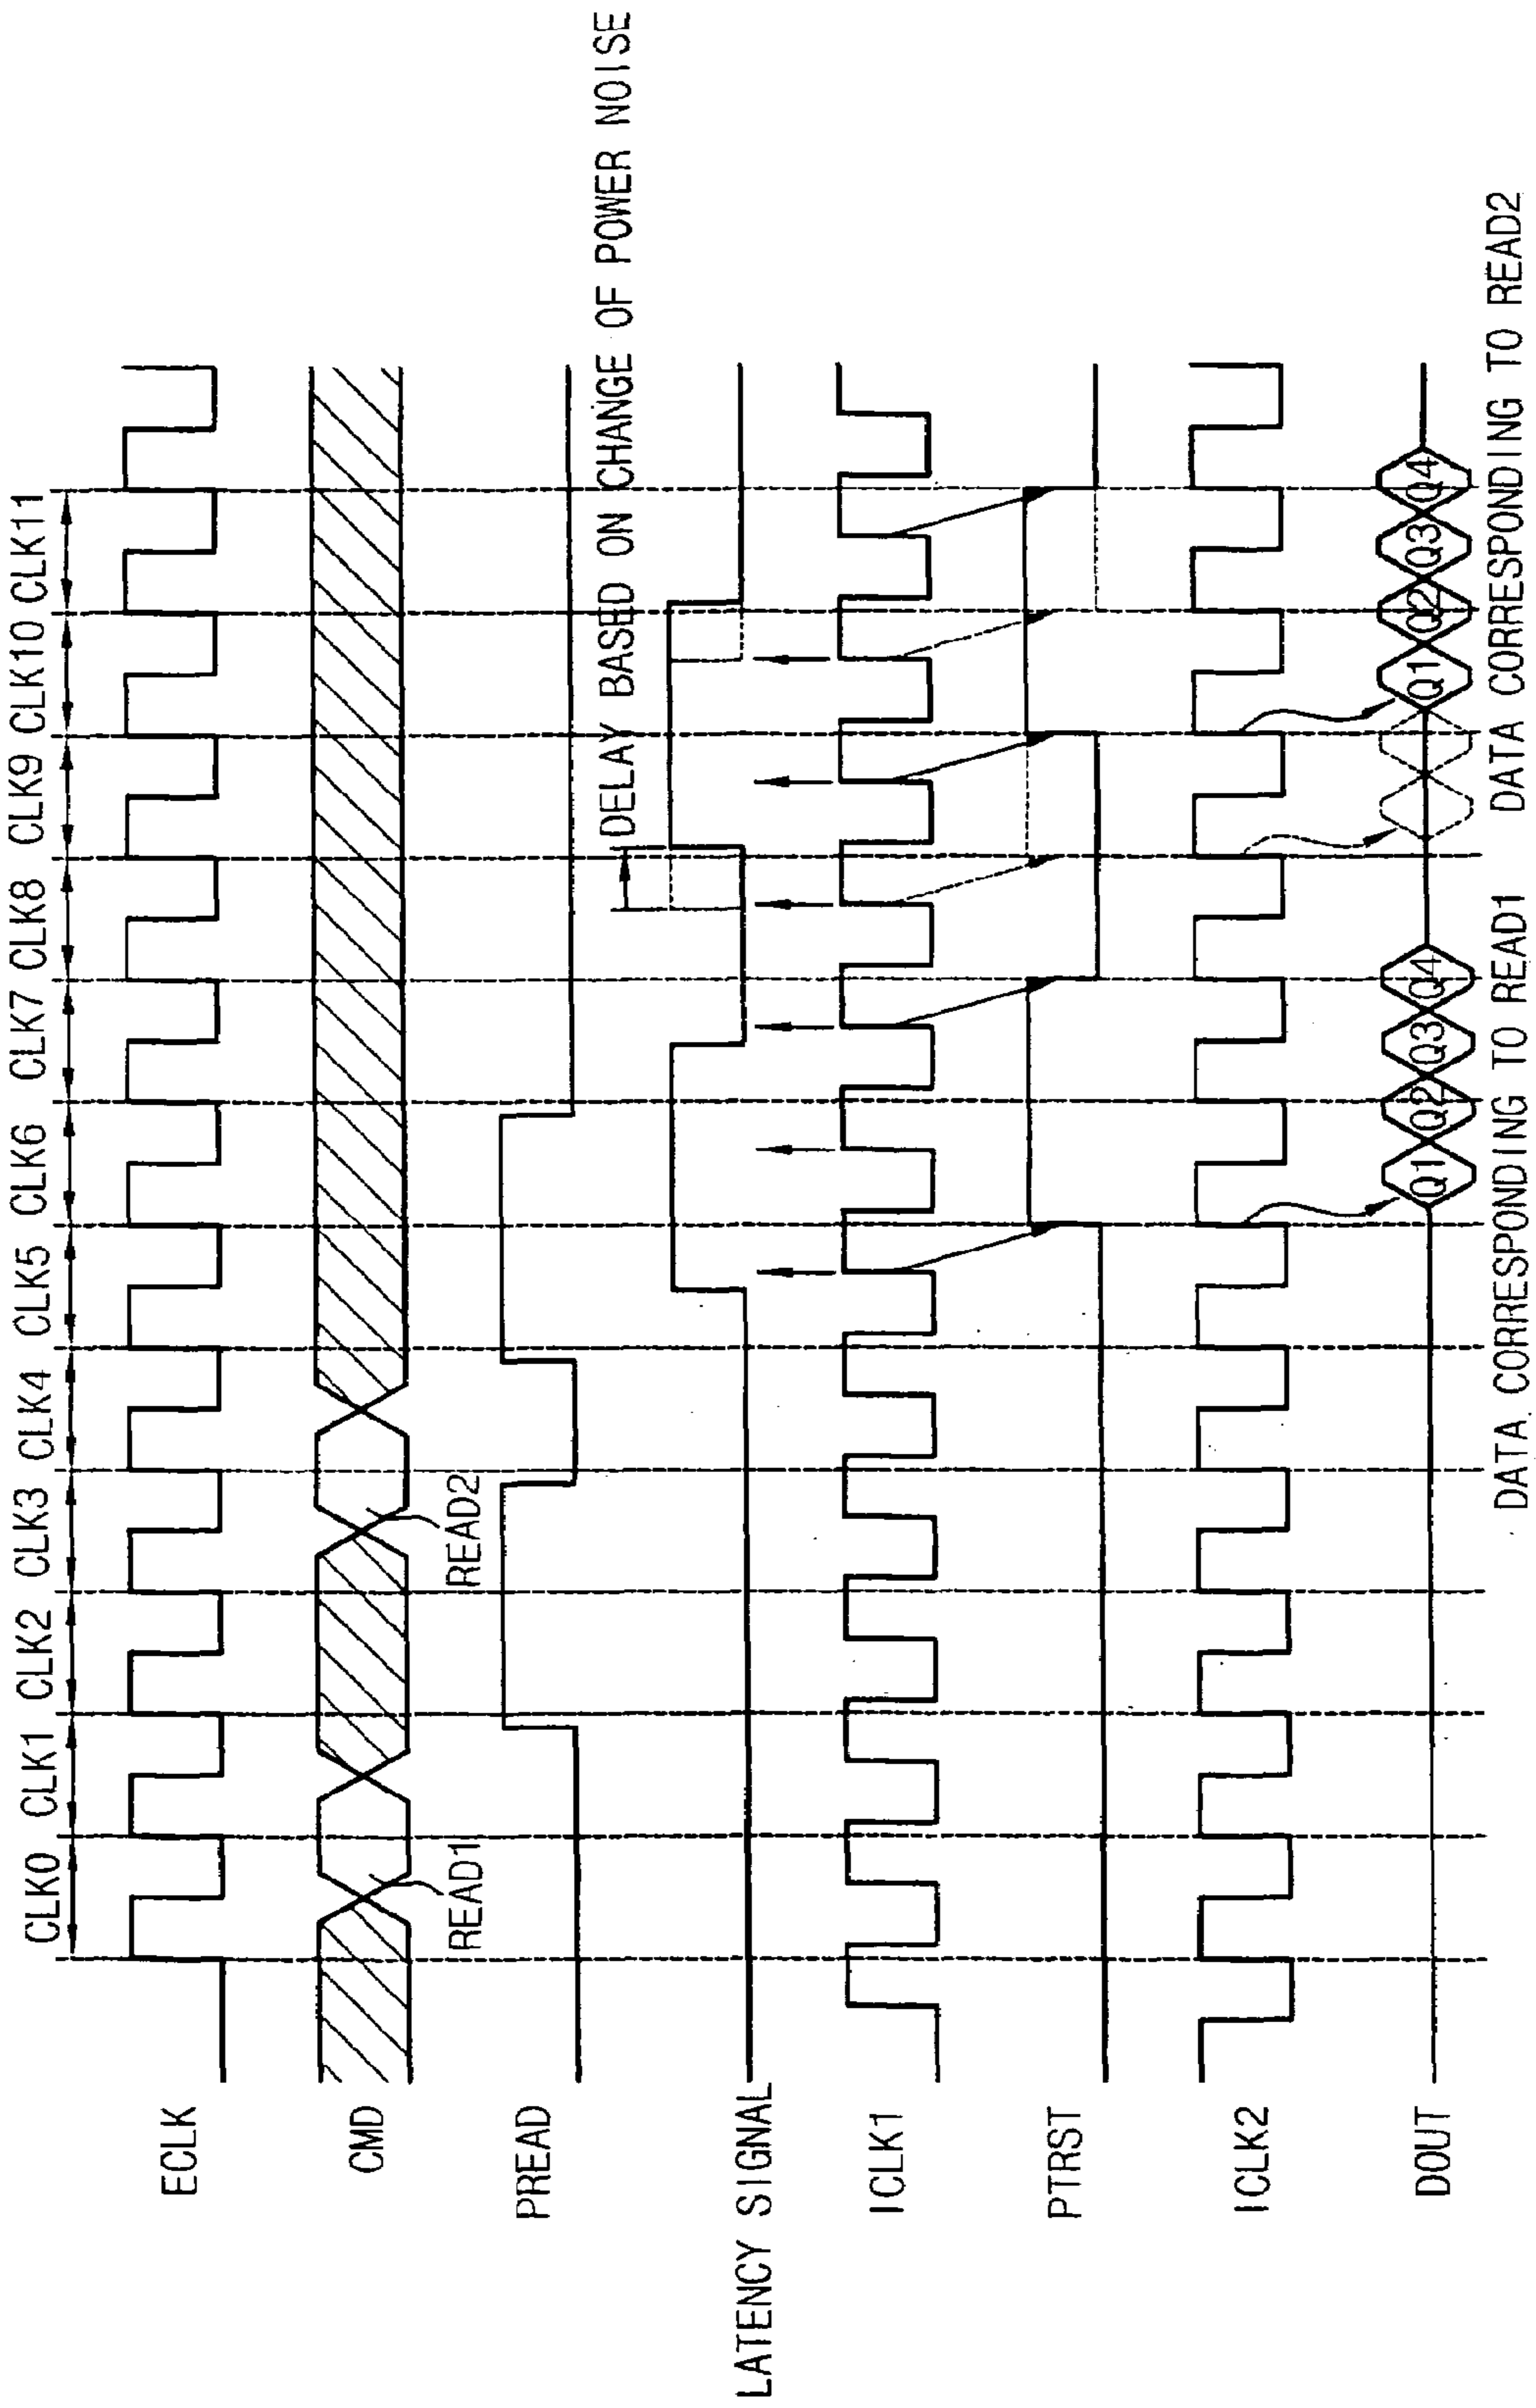 CLK0 CLK1 CLK2 CLK3 CLK4 CLK5 CLK6 CLK7 CLK8 CLK9 CLK10 CLK11
ECLK
CMD
READ1
READ2
PREAD
DELAY BASED ON CHANGE OF POWER NOISE
LATENCY SIGNAL
ICLK1
PTRST
ICLK2
DOUT
Q1 Q2 Q3 Q4 Q1 Q2 Q3 Q4
DATA CORRESPONDING TO READ1 DATA CORRESPONDING TO READ2